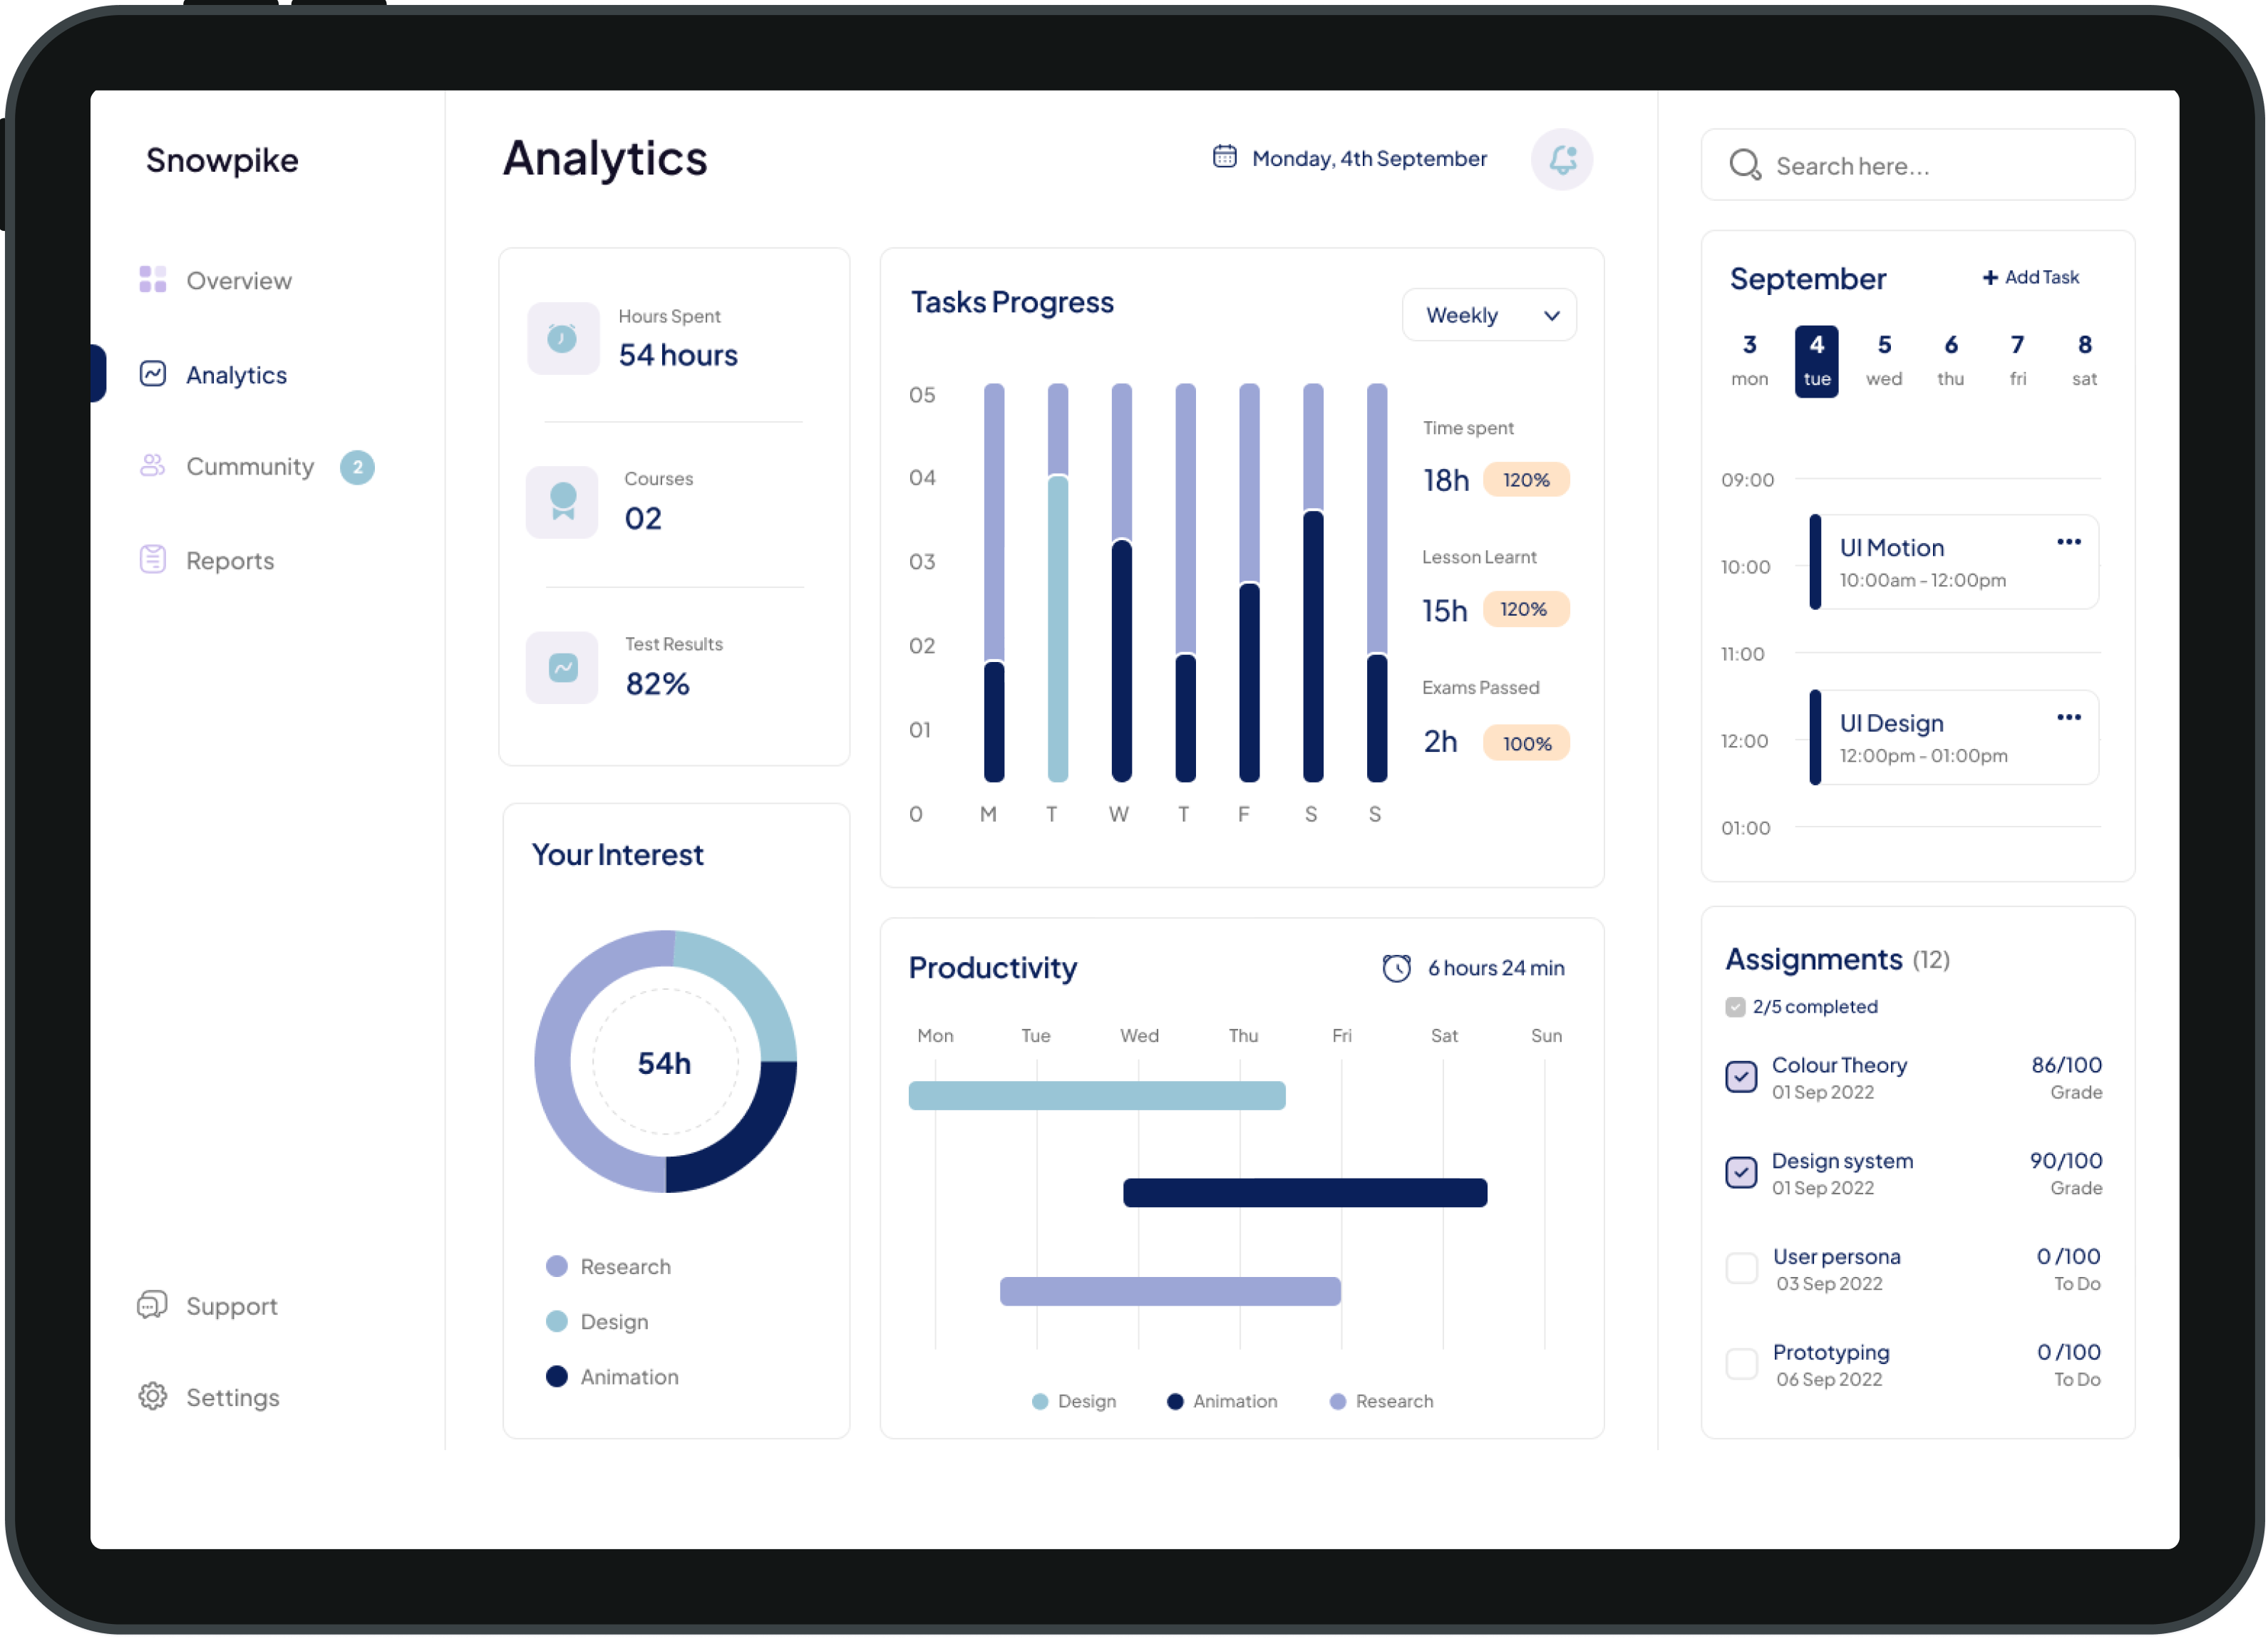 Snowpike
Overview
Analytics
Cummunity 2
Reports
Support
Settings
Analytics
Monday, 4th September
Hours Spent
54 hours
Courses
02
Test Results
82%
Your Interest
54h
Research
Design
Animation
Tasks Progress
Weekly
05
04
03
02
01
0 M T W T F S S
Time spent
18h 120%
Lesson Learnt
15h 120%
Exams Passed
2h 100%
Productivity
6 hours 24 min
Mon Tue Wed Thu Fri Sat Sun
Design Animation Research
Search here...
September
+ Add Task
3 4 5 6 7 8
mon tue wed thu fri sat
09:00
UI Motion
10:00
10:00am - 12:00pm
11:00
UI Design
12:00
12:00pm - 01:00pm
01:00
Assignments (12)
2/5 completed
Colour Theory 86/100
01 Sep 2022 Grade
Design system 90/100
01 Sep 2022 Grade
User persona 0 /100
03 Sep 2022 To Do
Prototyping 0 /100
06 Sep 2022 To Do